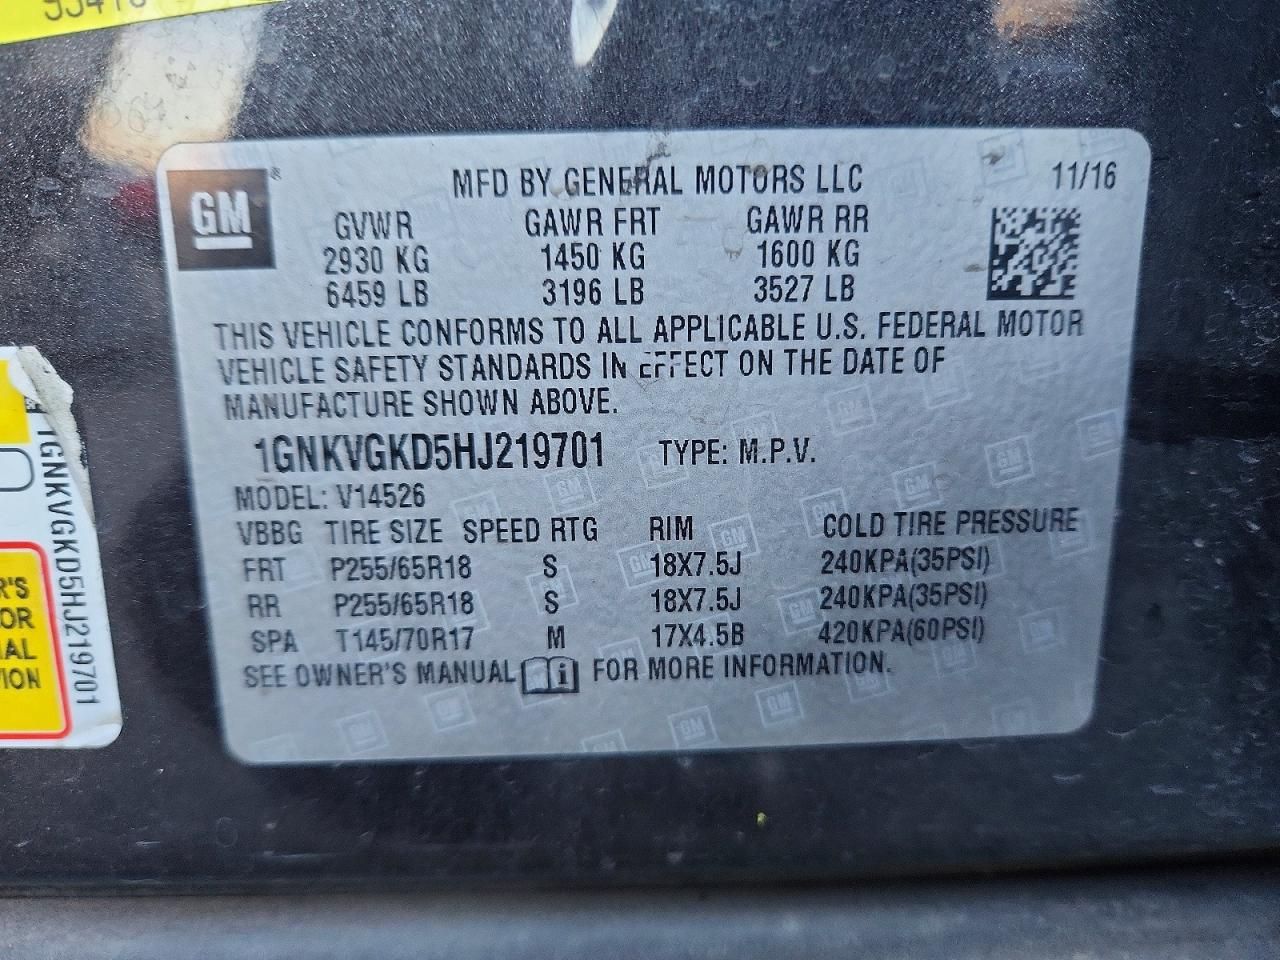 GM
MFD BY GENERAL MOTORS LLC 11/16
GVWR GAWR FRT GAWR RR
2930 KG 1450 KG 1600 KG
6459 LB 3196 LB 3527 LB
THIS VEHICLE CONFORMS TO ALL APPLICABLE U.S. FEDERAL MOTOR
VEHICLE SAFETY STANDARDS IN EFFECT ON THE DATE OF
MANUFACTURE SHOWN ABOVE.
1GNKVGKD5HJ219701 TYPE: M.P.V.
MODEL: V14526
VBBG TIRE SIZE SPEED RTG RIM COLD TIRE PRESSURE
FRT P255/65R18 S 18X7.5J 240KPA(35PSI)
RR P255/65R18 S 18X7.5J 240KPA(35PSI)
SPA T145/70R17 M 17X4.5B 420KPA(60PSI)
SEE OWNER'S MANUAL FOR MORE INFORMATION.
1GNKVGKD5HJ219701
R'S
OR
IAL
ION